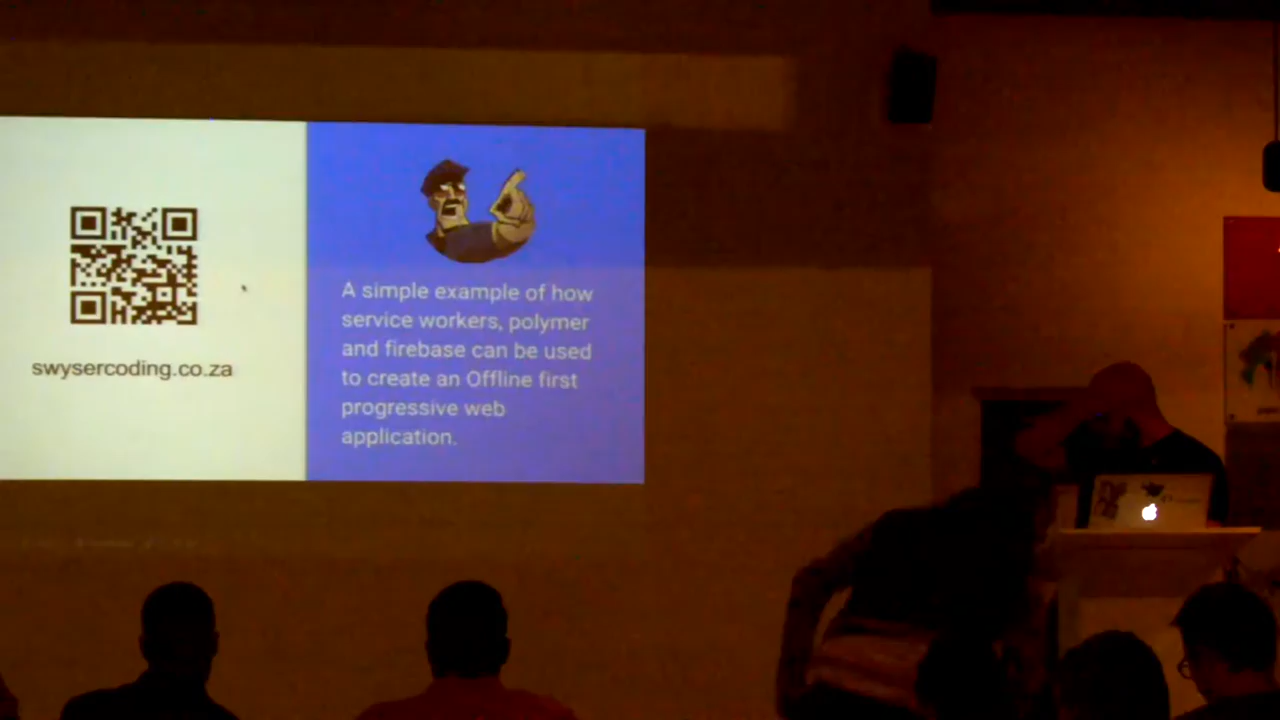 swysercoding.co.za
A simple example of how
service workers, polymer
and firebase can be used
to create an Offline first
progressive web
application.